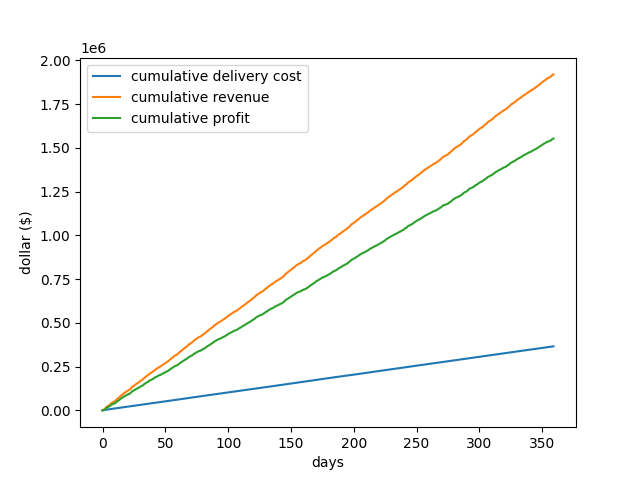 1e6
2.00
1.75
1.50
1.25
1.00
0.75
0.50
0.25
0.00
dollar ($)
cumulative delivery cost
cumulative revenue
cumulative profit
0 50 100 150 200 250 300 350
days